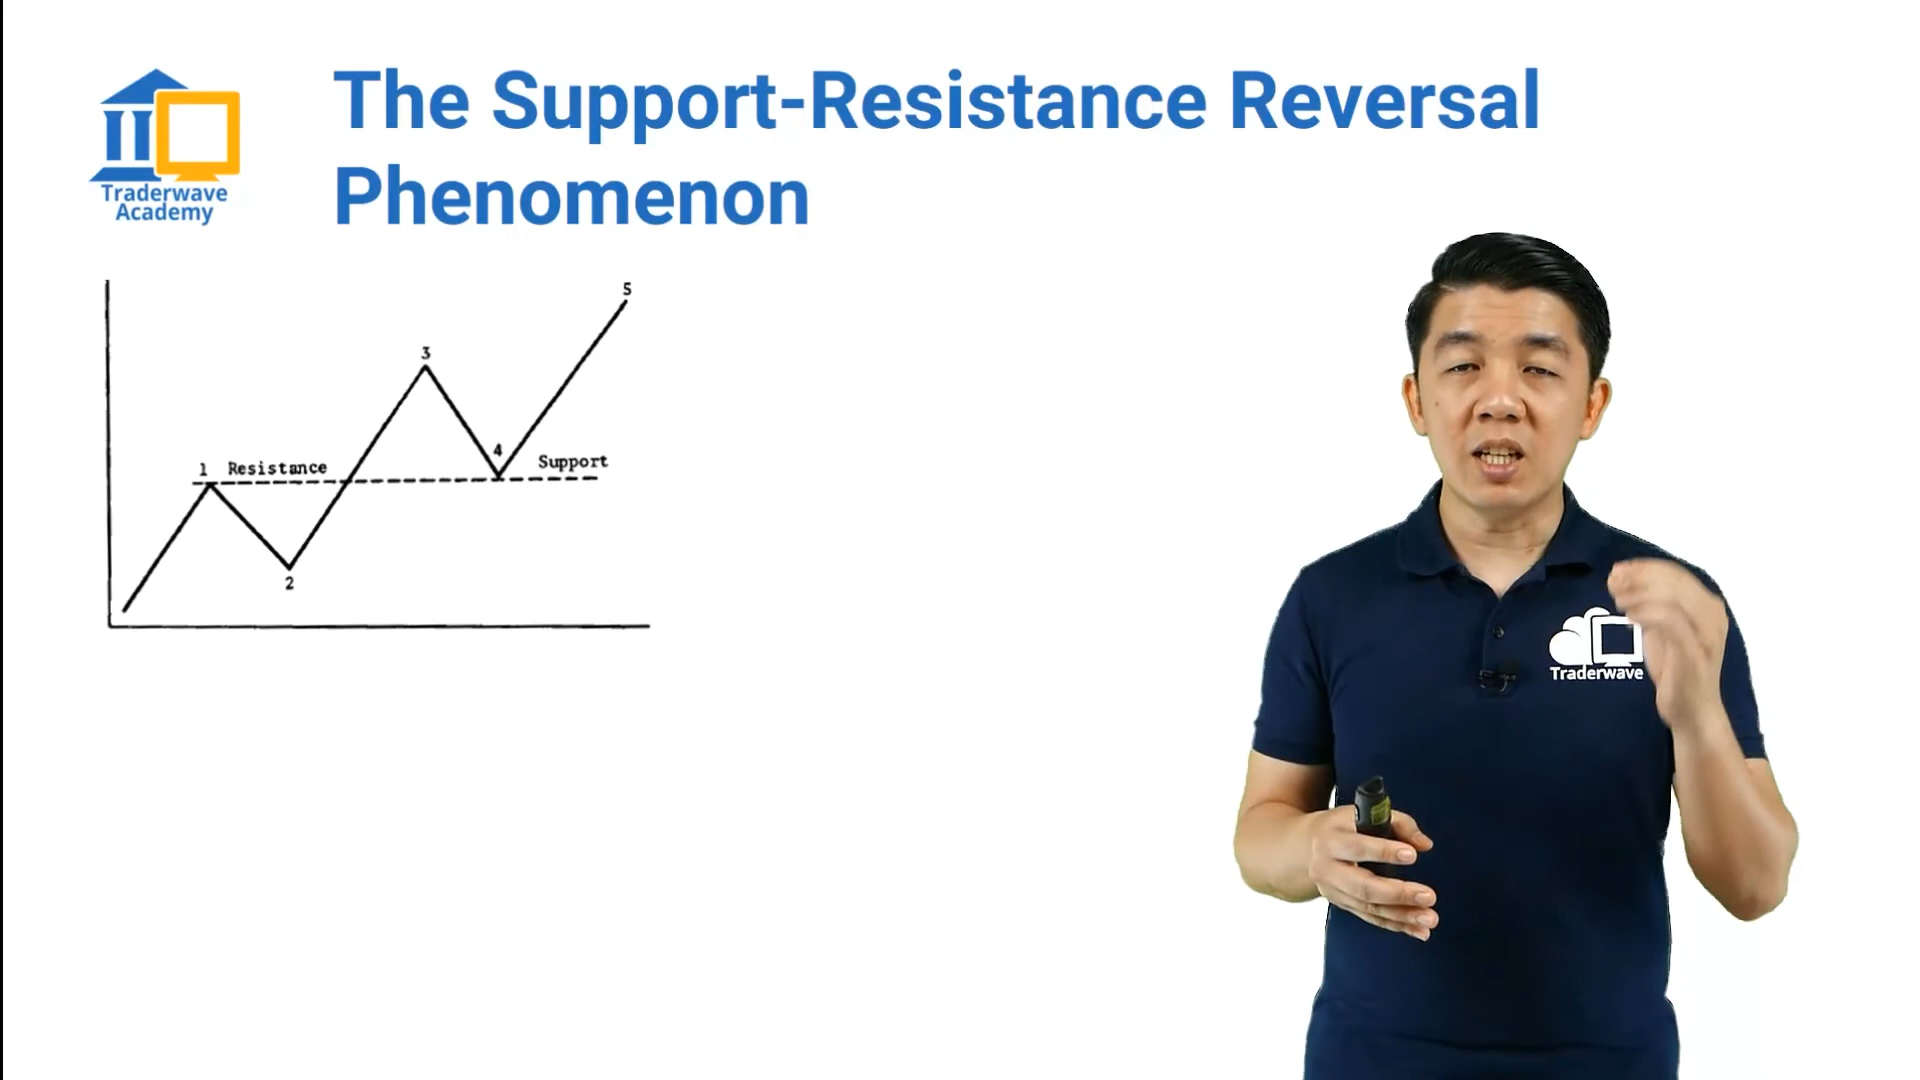 The Support-Resistance Reversal
Phenomenon
Traderwave
Academy
5
3
4
1 Resistance
Support
2
Traderwave